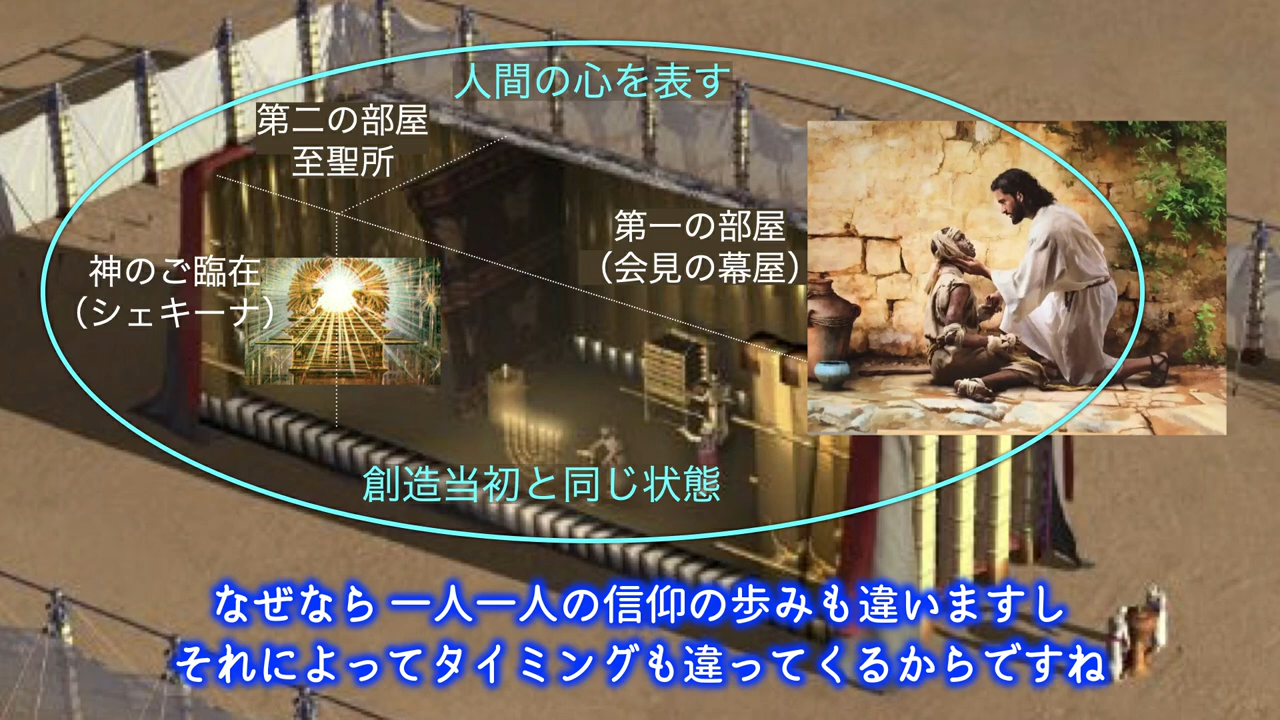 人間の心を表す
第二の部屋
至聖所
第一の部屋
（会見の幕屋）
神のご臨在
（シェキーナ）
創造当初と同じ状態
なぜなら 一人一人の信仰の歩みも違いますし
それによってタイミングも違ってくるからですね